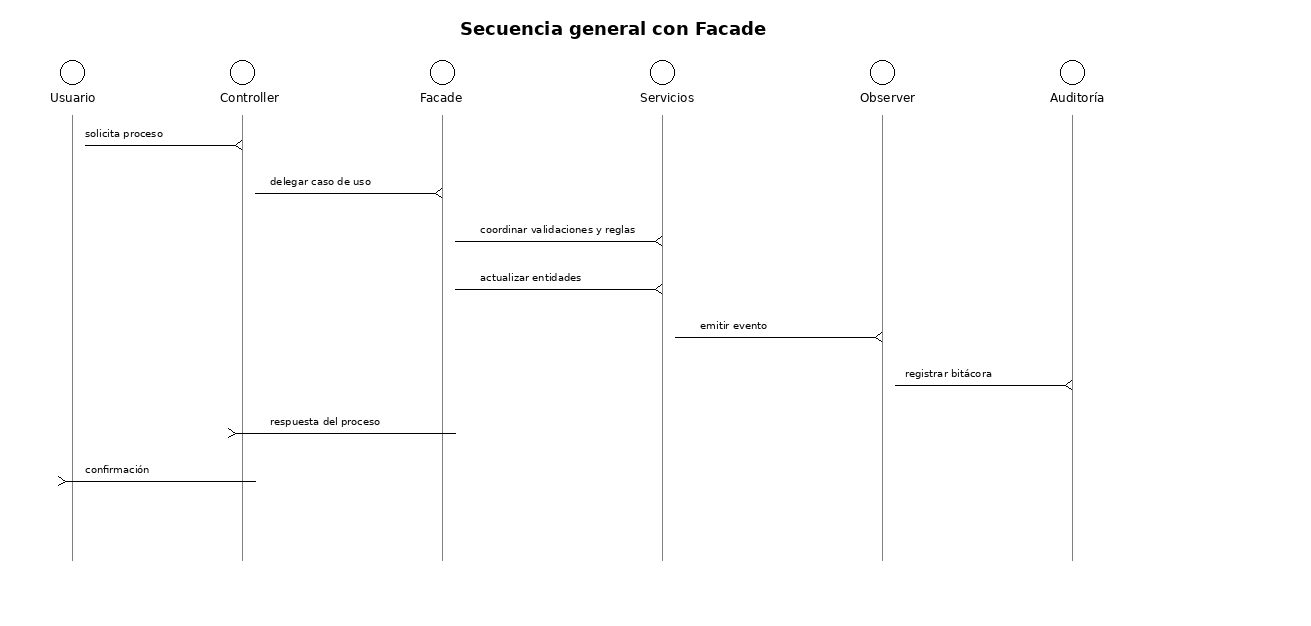 Secuencia general con Facade
Usuario
Controller
Facade
Servicios
Observer
Auditoría
solicita proceso
delegar caso de uso
coordinar validaciones y reglas
actualizar entidades
emitir evento
registrar bitácora
respuesta del proceso
confirmación